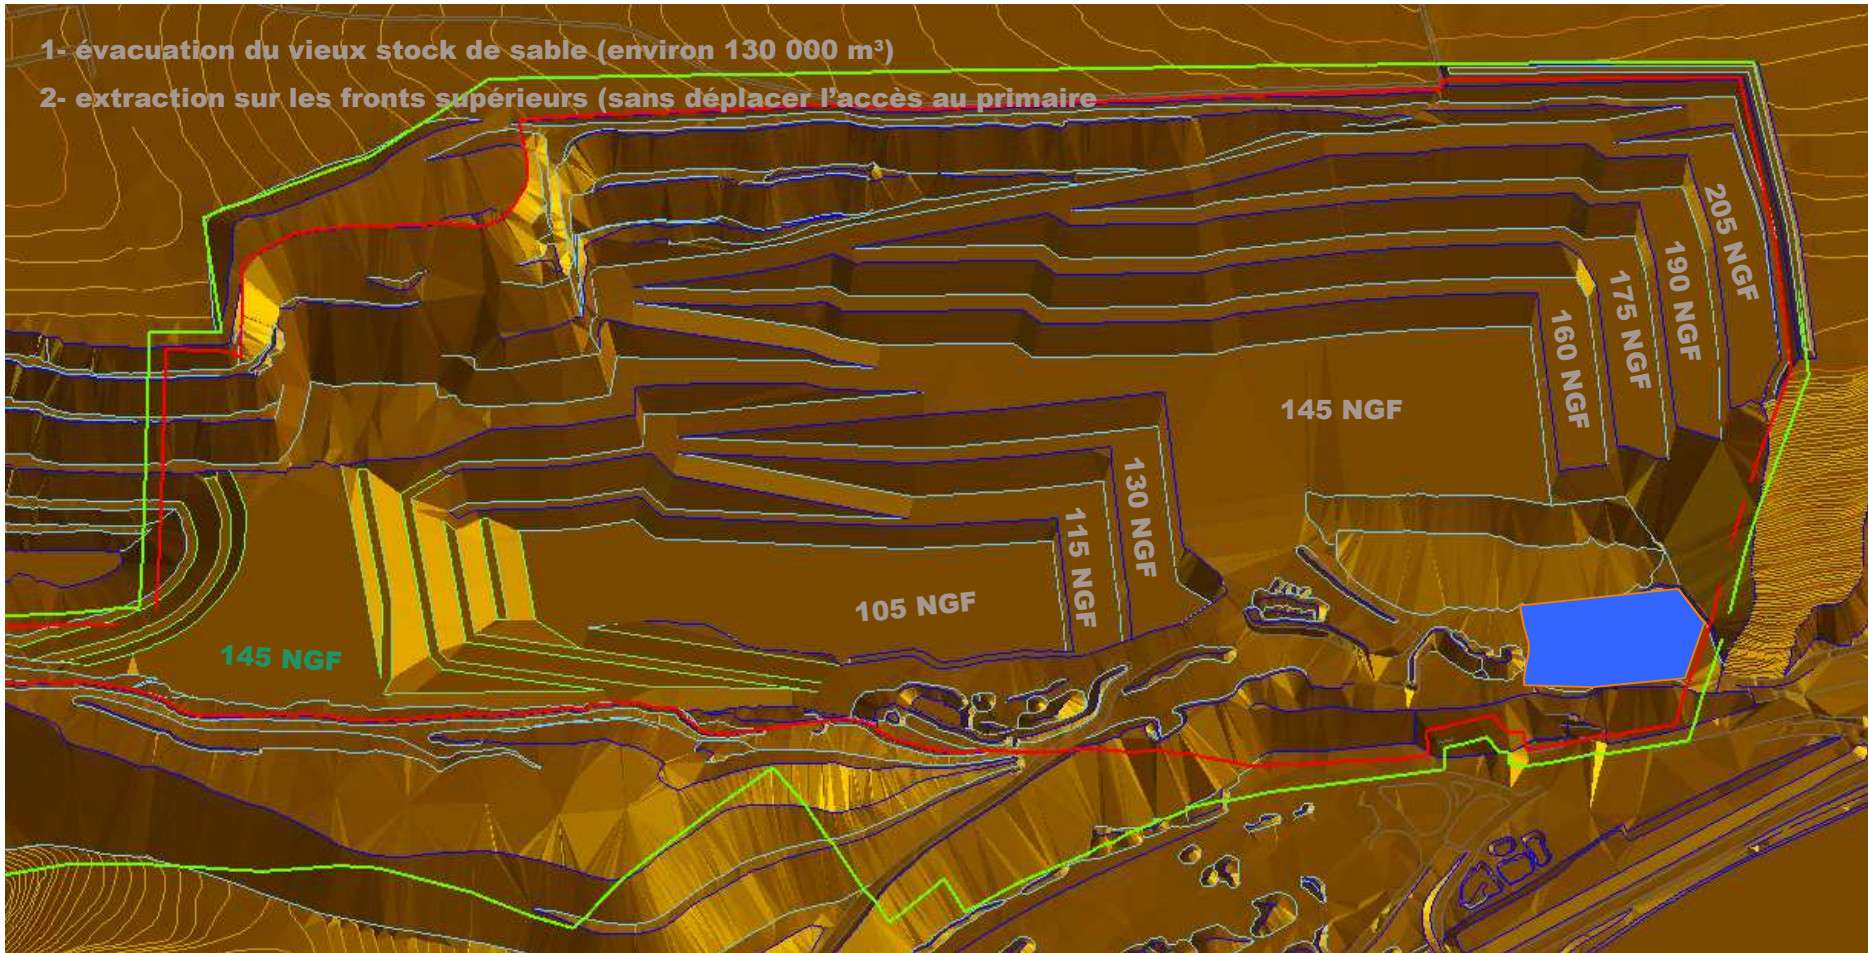 1- évacuation du vieux stock de sable (environ 130 000 m³)
2- extraction sur les fronts supérieurs (sans déplacer l’accès au primaire
205 NGF
190 NGF
175 NGF
160 NGF
145 NGF
130 NGF
115 NGF
105 NGF
145 NGF